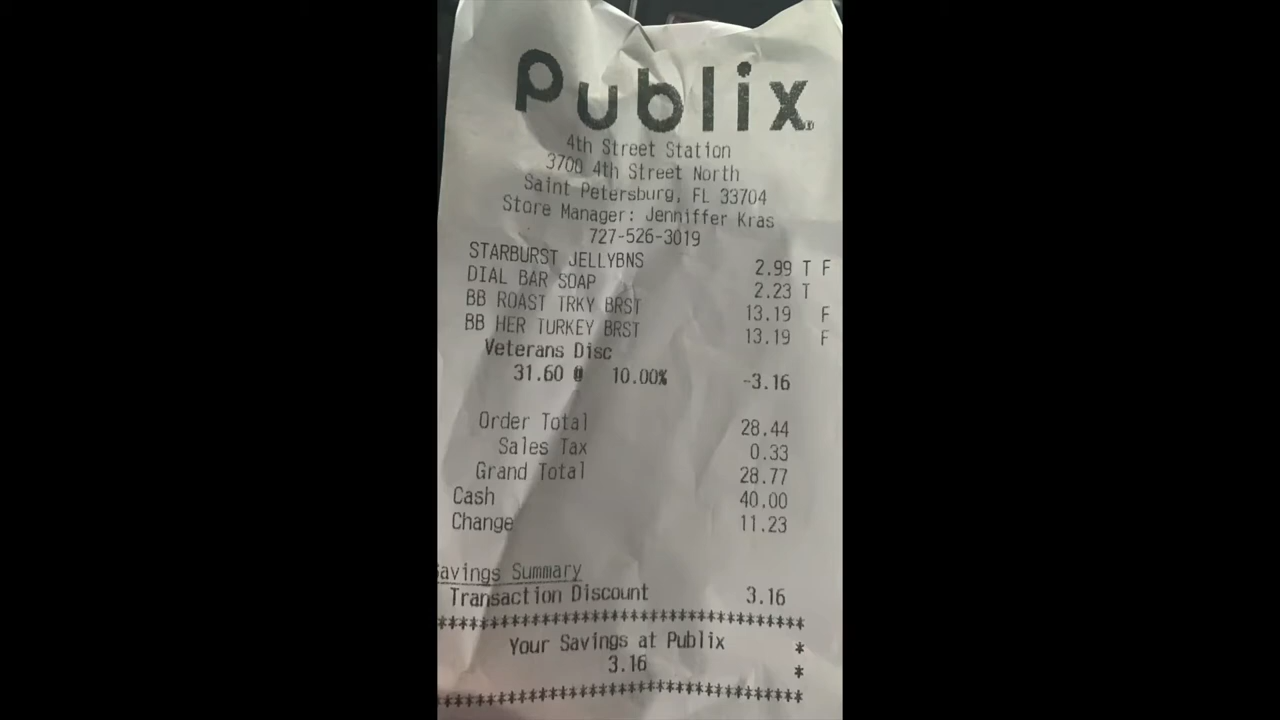 Publix
4th Street Station
3700 4th Street North
Saint Petersburg, FL 33704
Store Manager: Jenniffer Kras
727-526-3019
STARBURST JELLYBNS 2.99 T F
DIAL BAR SOAP 2.23 T
BB ROAST TRKY BRST 13.19 F
BB HER TURKEY BRST 13.19 F
Veterans Disc
31.60 @ 10.00% -3.16
Order Total 28.44
Sales Tax 0.33
Grand Total 28.77
Cash 40.00
Change 11.23
Savings Summary
Transaction Discount 3.16
***********************************
Your Savings at Publix *
3.16 *
***********************************